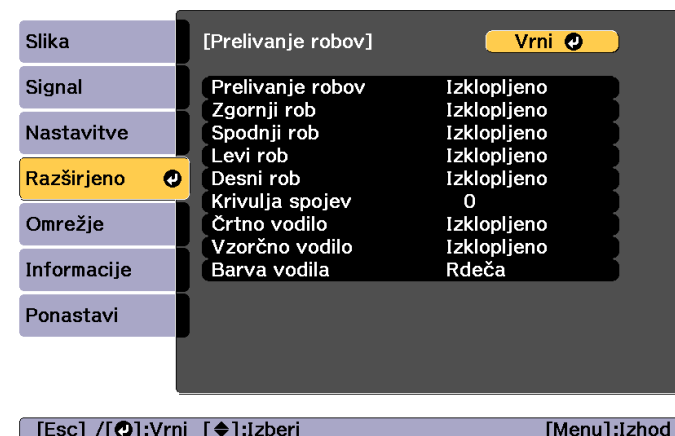 Slika
Signal
Nastavitve
Razširjeno
Omrežje
Informacije
Ponastavi
[Prelivanje robov] Vrni
Prelivanje robov Izklopljeno
Zgornji rob Izklopljeno
Spodnji rob Izklopljeno
Levi rob Izklopljeno
Desni rob Izklopljeno
Krivulja spojev 0
Črtno vodilo Izklopljeno
Vzorčno vodilo Izklopljeno
Barva vodila Rdeča
[Esc] /[⏎]:Vrni [◆]:Izberi [Menu]:Izhod